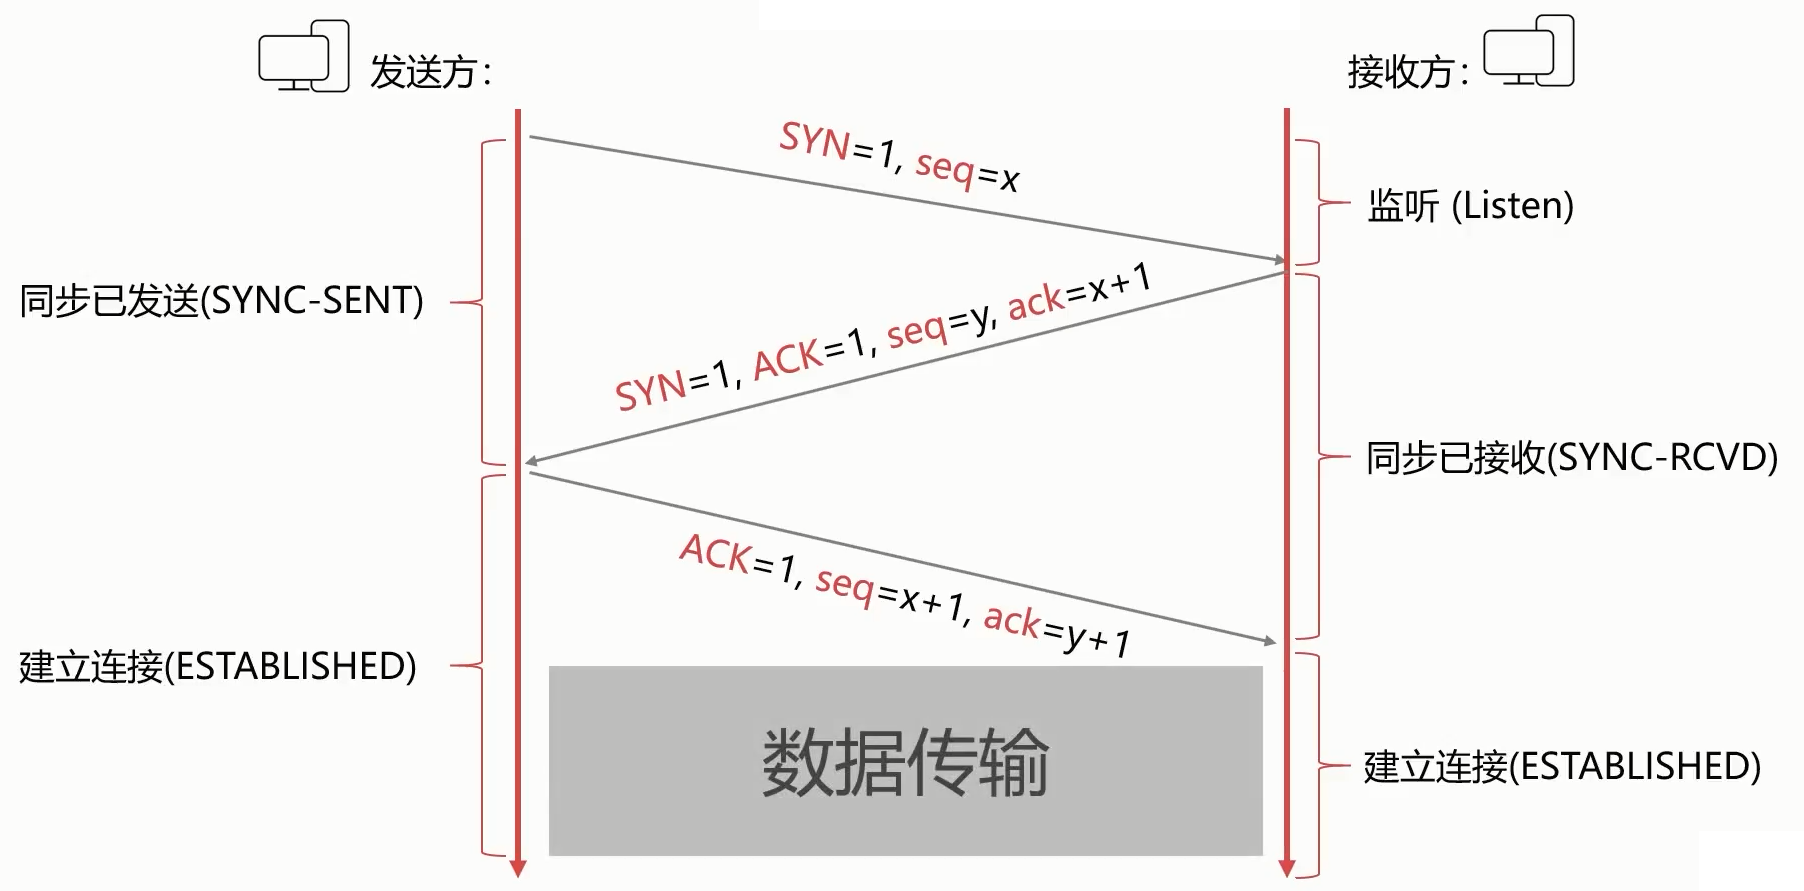 发送方：
接收方：
SYN=1, seq=x
监听 (Listen)
同步已发送(SYNC-SENT)
SYN=1, ACK=1, seq=y, ack=x+1
同步已接收(SYNC-RCVD)
ACK=1, seq=x+1, ack=y+1
建立连接(ESTABLISHED)
数据传输
建立连接(ESTABLISHED)